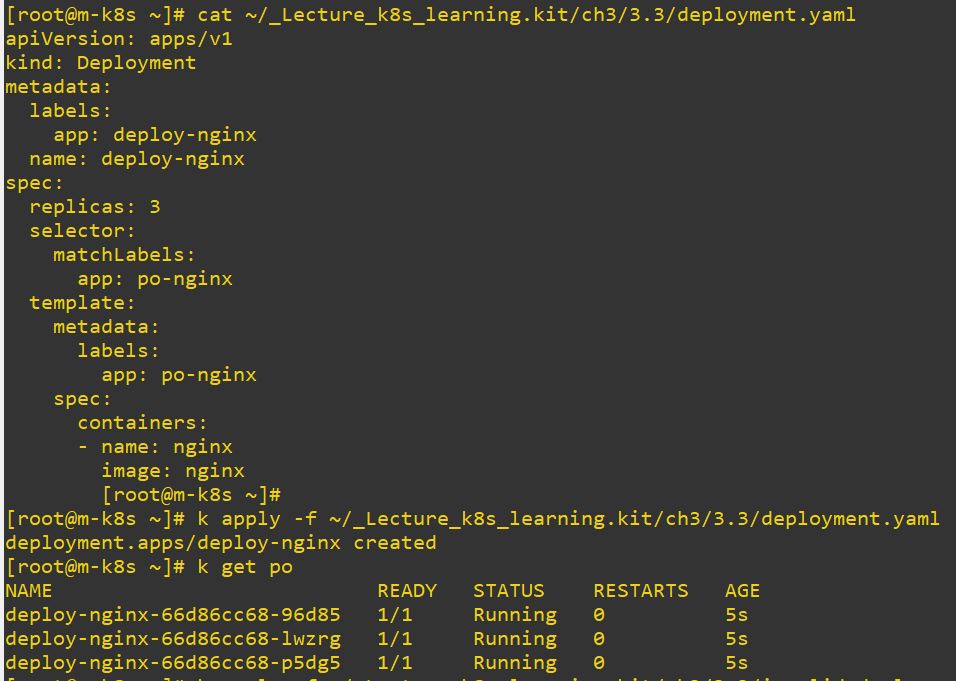 [root@m-k8s ~]# cat ~/_Lecture_k8s_learning.kit/ch3/3.3/deployment.yaml
apiVersion: apps/v1
kind: Deployment
metadata:
  labels:
    app: deploy-nginx
  name: deploy-nginx
spec:
  replicas: 3
  selector:
    matchLabels:
      app: po-nginx
  template:
    metadata:
      labels:
        app: po-nginx
    spec:
      containers:
      - name: nginx
        image: nginx
        [root@m-k8s ~]#
[root@m-k8s ~]# k apply -f ~/_Lecture_k8s_learning.kit/ch3/3.3/deployment.yaml
deployment.apps/deploy-nginx created
[root@m-k8s ~]# k get po
NAME                           READY   STATUS    RESTARTS   AGE
deploy-nginx-66d86cc68-96d85   1/1     Running   0          5s
deploy-nginx-66d86cc68-lwzrg   1/1     Running   0          5s
deploy-nginx-66d86cc68-p5dg5   1/1     Running   0          5s